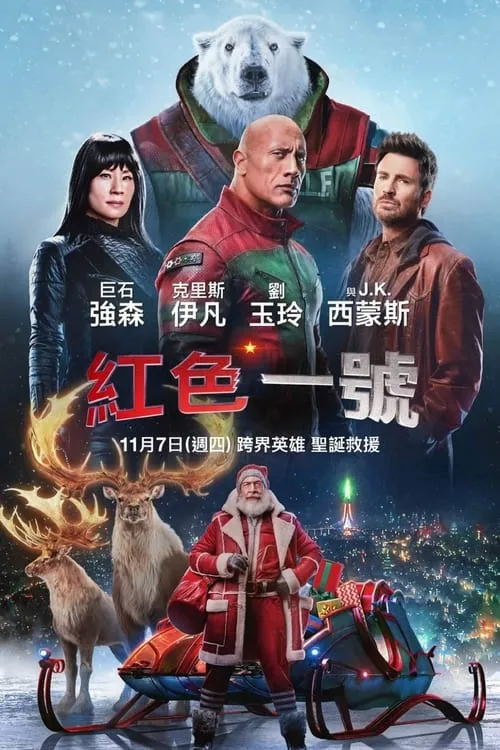 巨石 克里斯 劉 與J.K.
強森 伊凡 玉玲 西蒙斯
紅色一號
11月7日(週四) 跨界英雄 聖誕救援